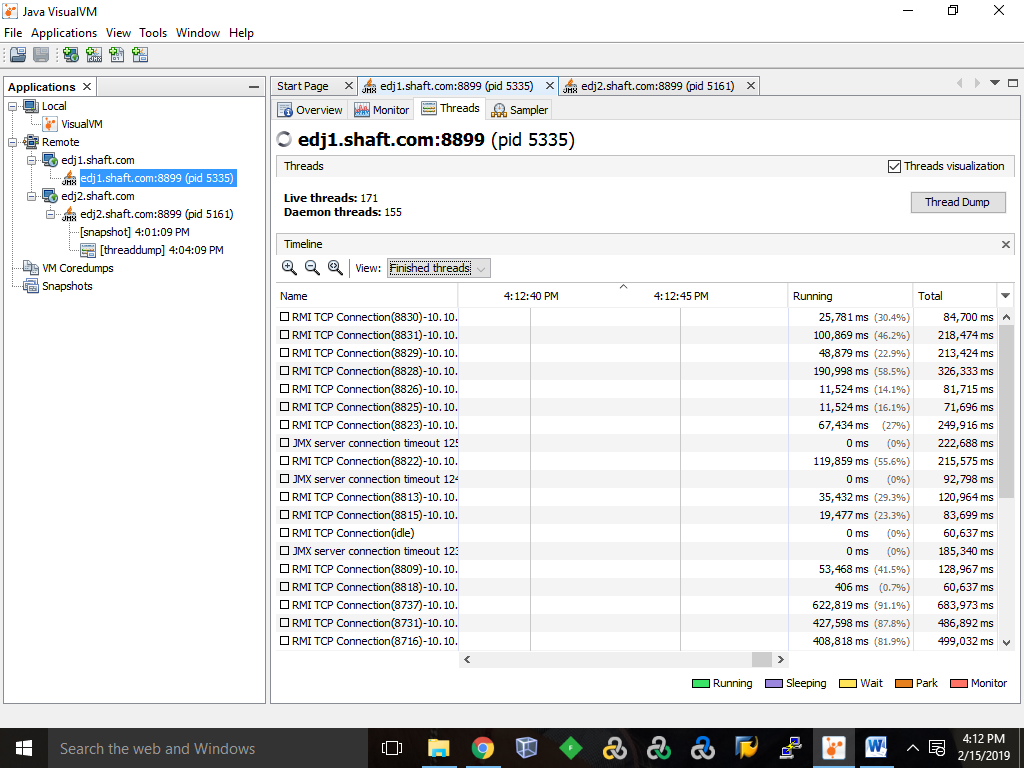 Java VisualVM
File Applications View Tools Window Help
Applications
Local
VisualVM
Remote
edj1.shaft.com
edj1.shaft.com:8899 (pid 5335)
edj2.shaft.com
edj2.shaft.com:8899 (pid 5161)
[snapshot] 4:01:09 PM
[threaddump] 4:04:09 PM
VM Coredumps
Snapshots
Start Page edj1.shaft.com:8899 (pid 5335) edj2.shaft.com:8899 (pid 5161)
Overview Monitor Threads Sampler
edj1.shaft.com:8899 (pid 5335)
Threads Threads visualization
Live threads: 171
Daemon threads: 155
Thread Dump
Timeline
View: Finished threads
Name 4:12:40 PM 4:12:45 PM Running Total
RMI TCP Connection(8830)-10.10. 25,781 ms (30.4%) 84,700 ms
RMI TCP Connection(8831)-10.10. 100,869 ms (46.2%) 218,474 ms
RMI TCP Connection(8829)-10.10. 48,879 ms (22.9%) 213,424 ms
RMI TCP Connection(8828)-10.10. 190,998 ms (58.5%) 326,333 ms
RMI TCP Connection(8826)-10.10. 11,524 ms (14.1%) 81,715 ms
RMI TCP Connection(8825)-10.10. 11,524 ms (16.1%) 71,696 ms
RMI TCP Connection(8823)-10.10. 67,434 ms (27%) 249,916 ms
JMX server connection timeout 125 0 ms (0%) 222,688 ms
RMI TCP Connection(8822)-10.10. 119,859 ms (55.6%) 215,575 ms
JMX server connection timeout 124 0 ms (0%) 92,798 ms
RMI TCP Connection(8813)-10.10. 35,432 ms (29.3%) 120,964 ms
RMI TCP Connection(8815)-10.10. 19,477 ms (23.3%) 83,699 ms
RMI TCP Connection(idle) 0 ms (0%) 60,637 ms
JMX server connection timeout 123 0 ms (0%) 185,340 ms
RMI TCP Connection(8809)-10.10. 53,468 ms (41.5%) 128,967 ms
RMI TCP Connection(8818)-10.10. 406 ms (0.7%) 60,637 ms
RMI TCP Connection(8737)-10.10. 622,819 ms (91.1%) 683,973 ms
RMI TCP Connection(8731)-10.10. 427,598 ms (87.8%) 486,892 ms
RMI TCP Connection(8716)-10.10. 408,818 ms (81.9%) 499,032 ms
Running Sleeping Wait Park Monitor
Search the web and Windows
4:12 PM
2/15/2019